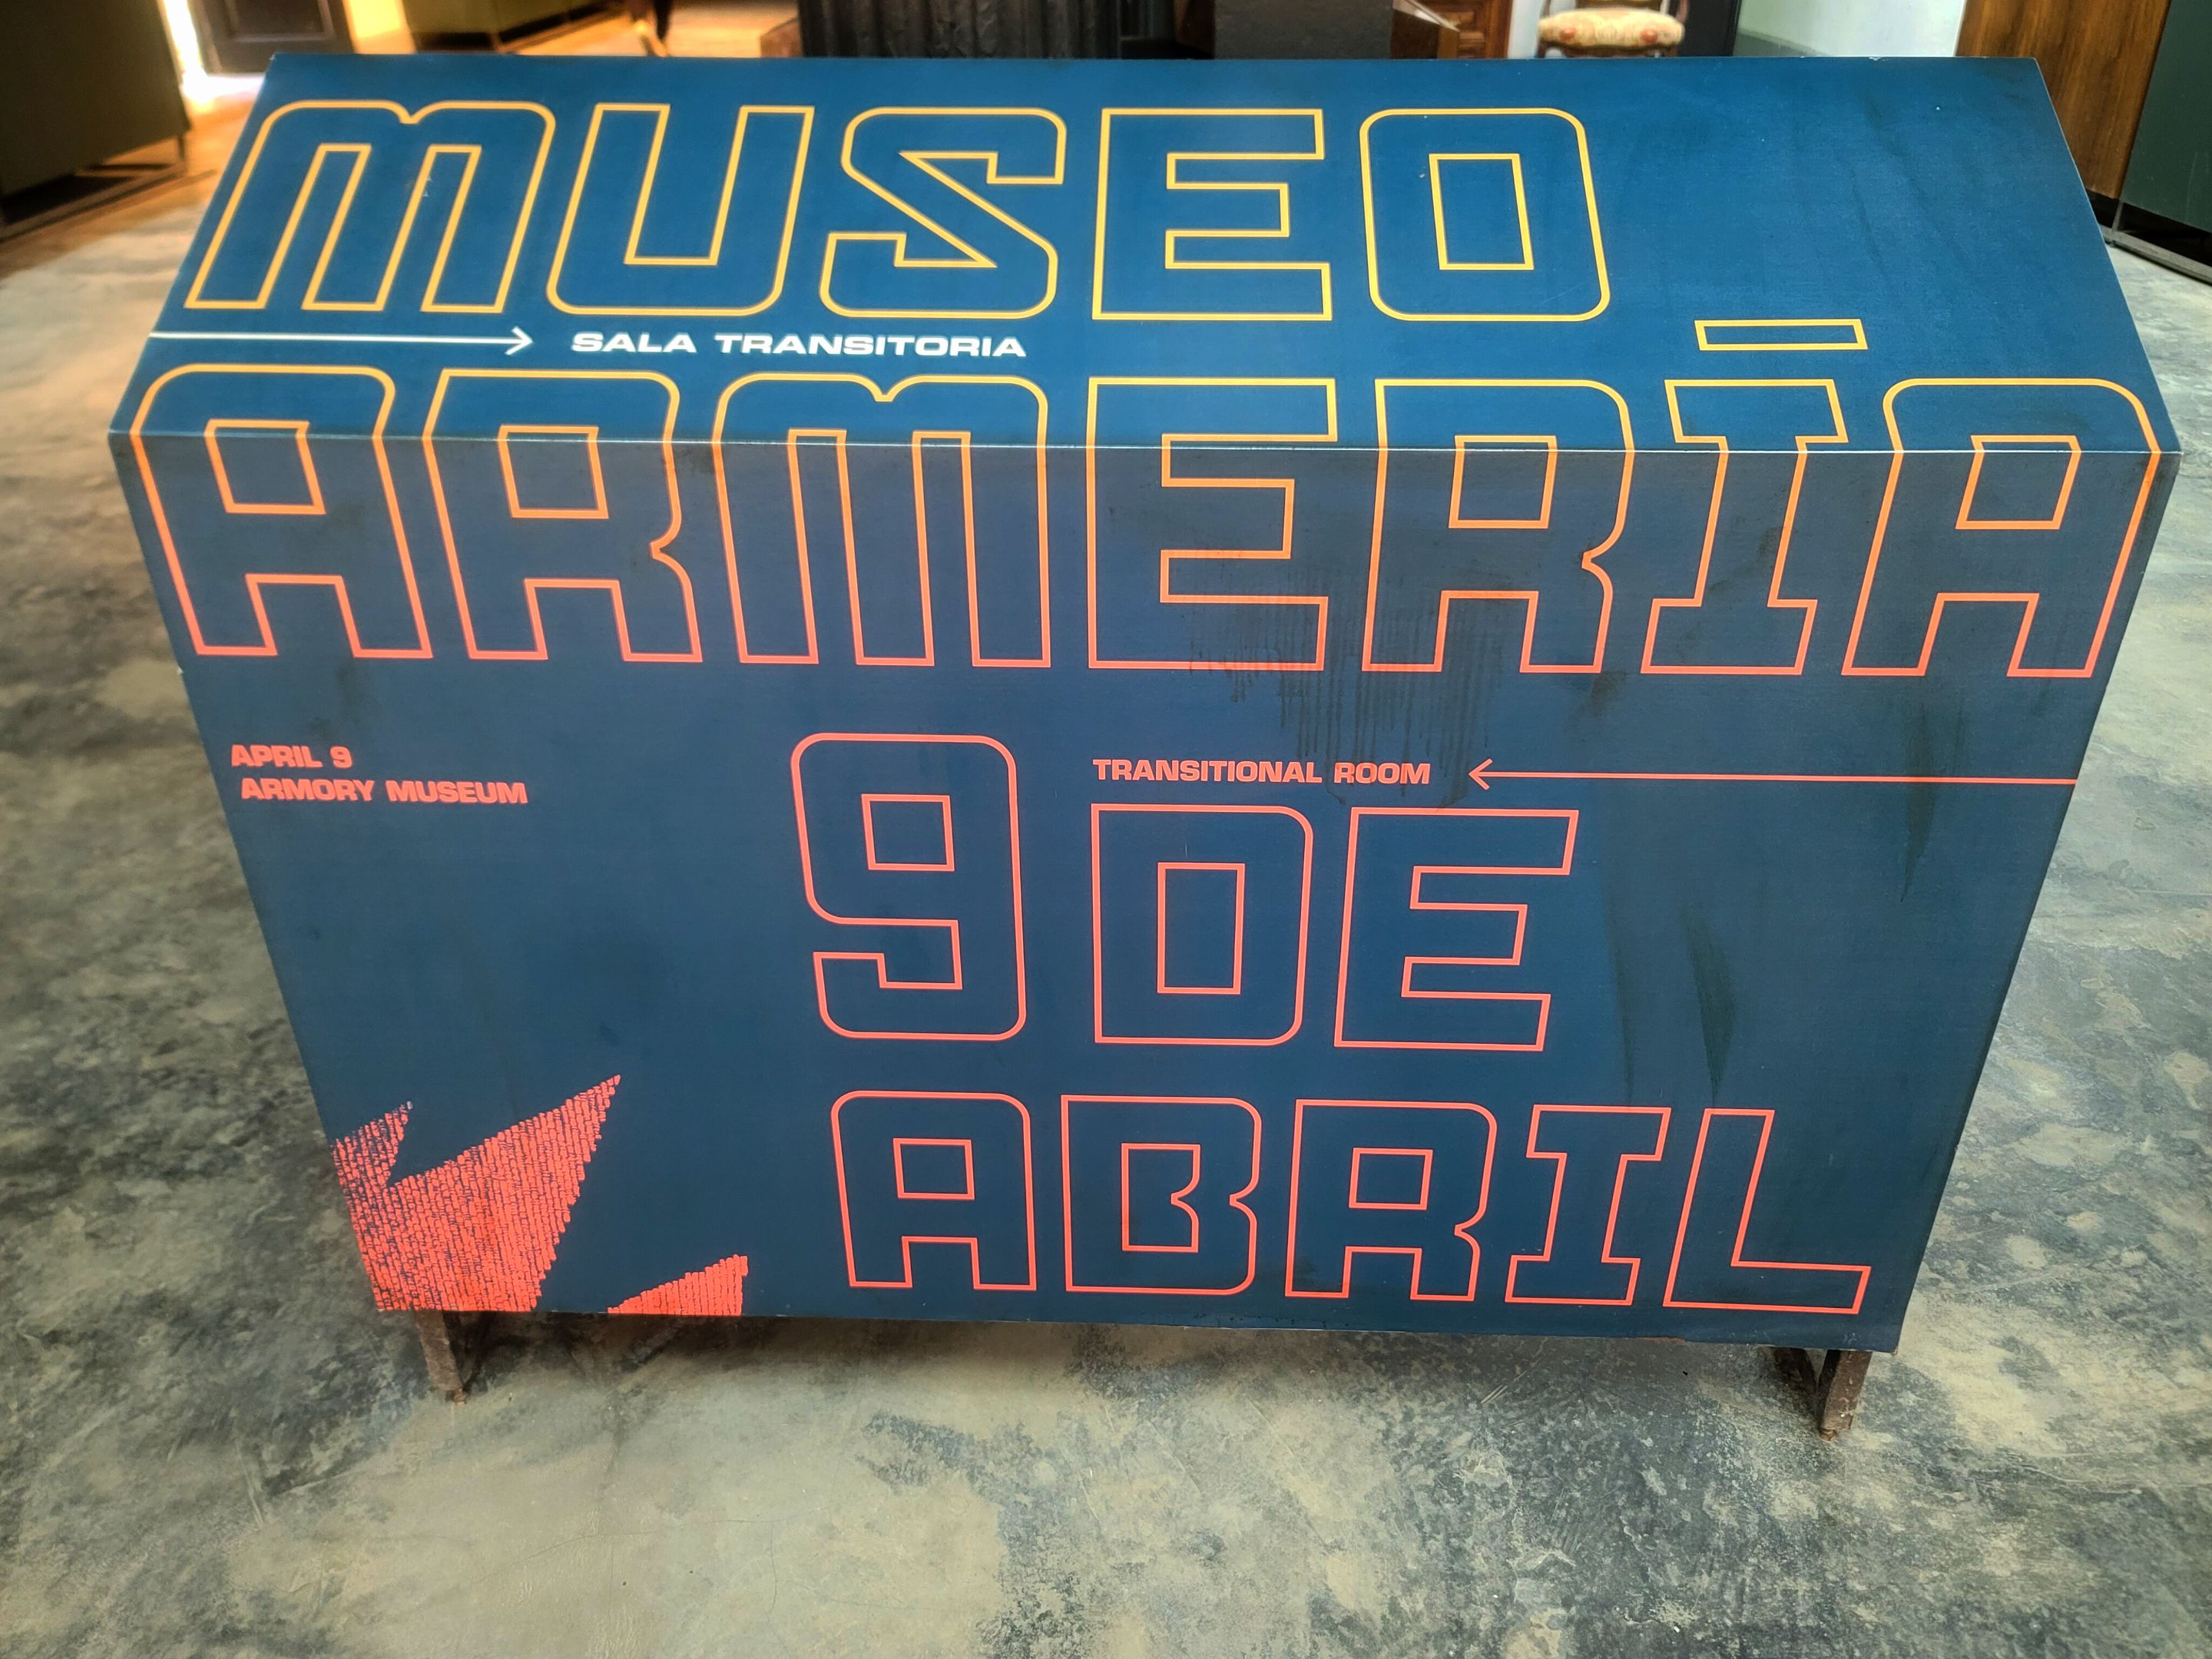 MUSEO
SALA TRANSITORIA
ARMERÍA
APRIL 9
ARMORY MUSEUM
TRANSITIONAL ROOM
9 DE
ABRIL